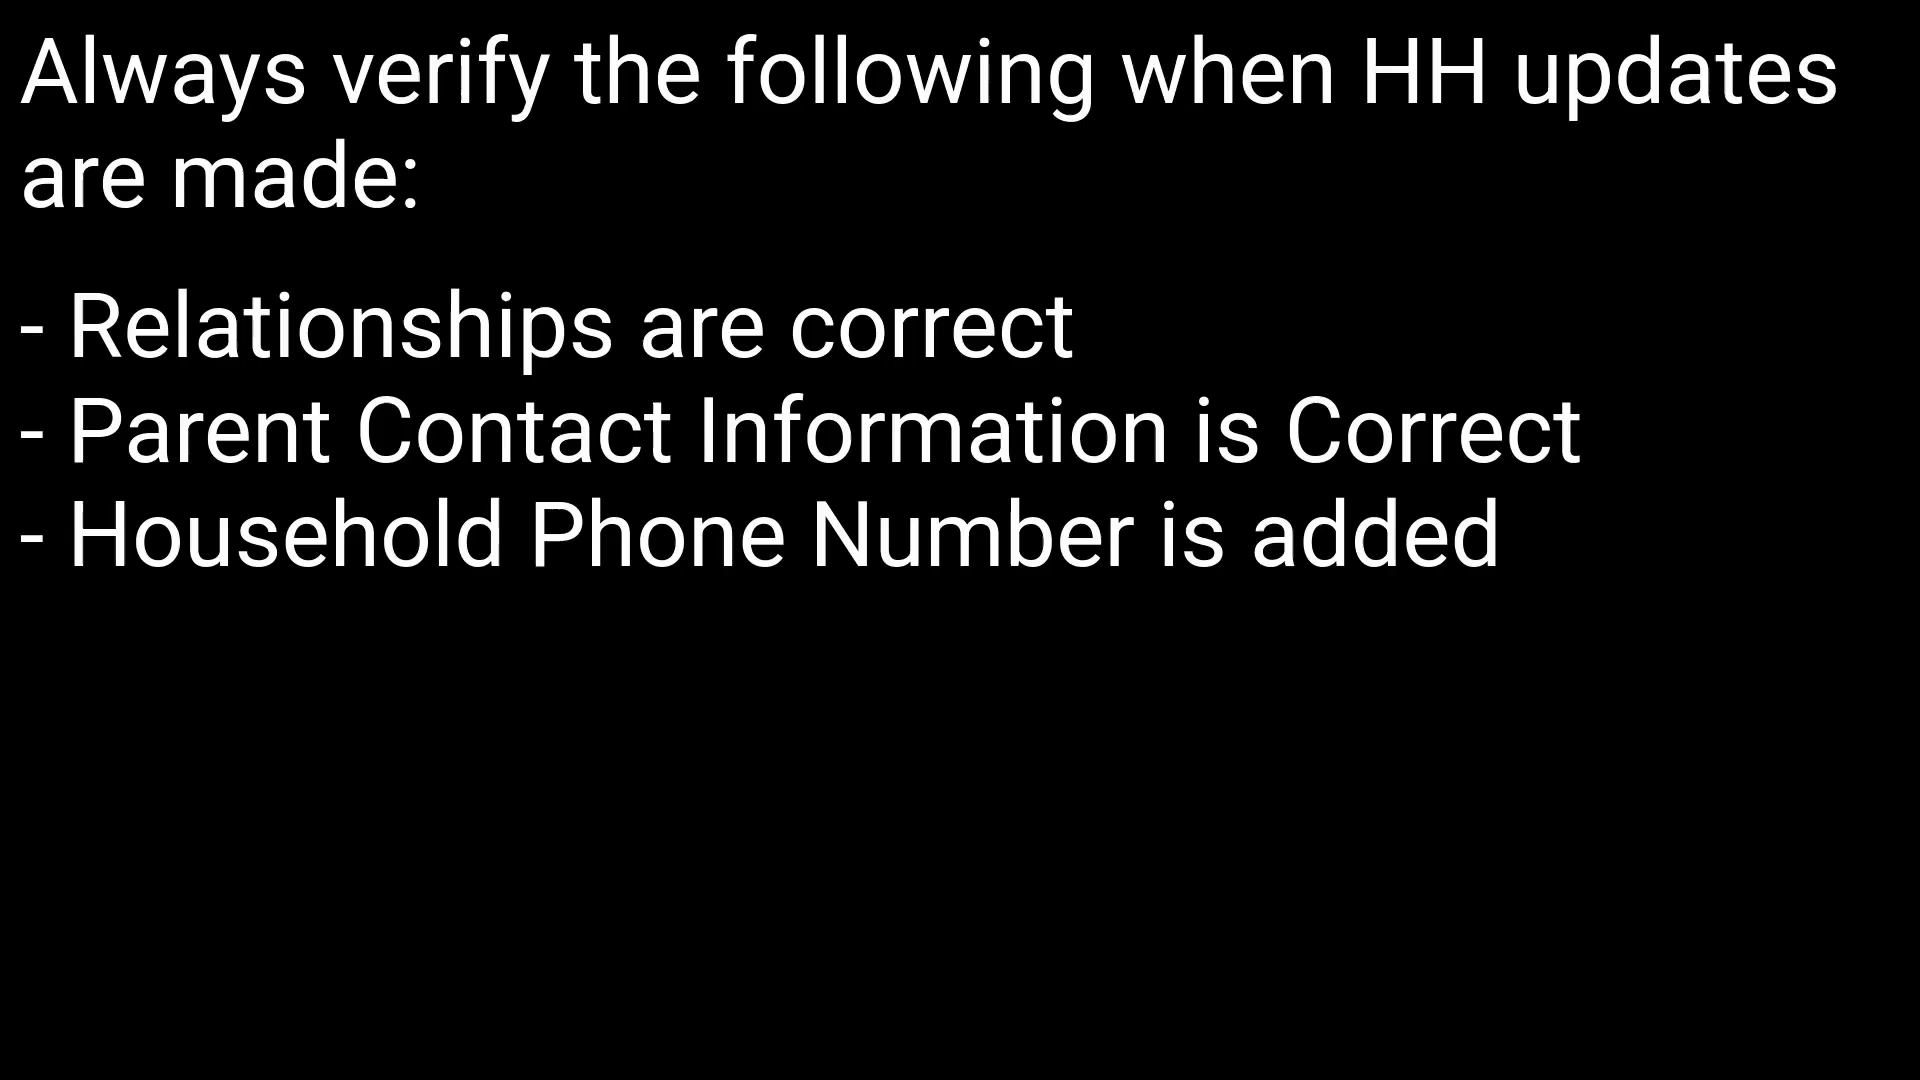 Always verify the following when HH updates
are made:
- Relationships are correct
- Parent Contact Information is Correct
- Household Phone Number is added